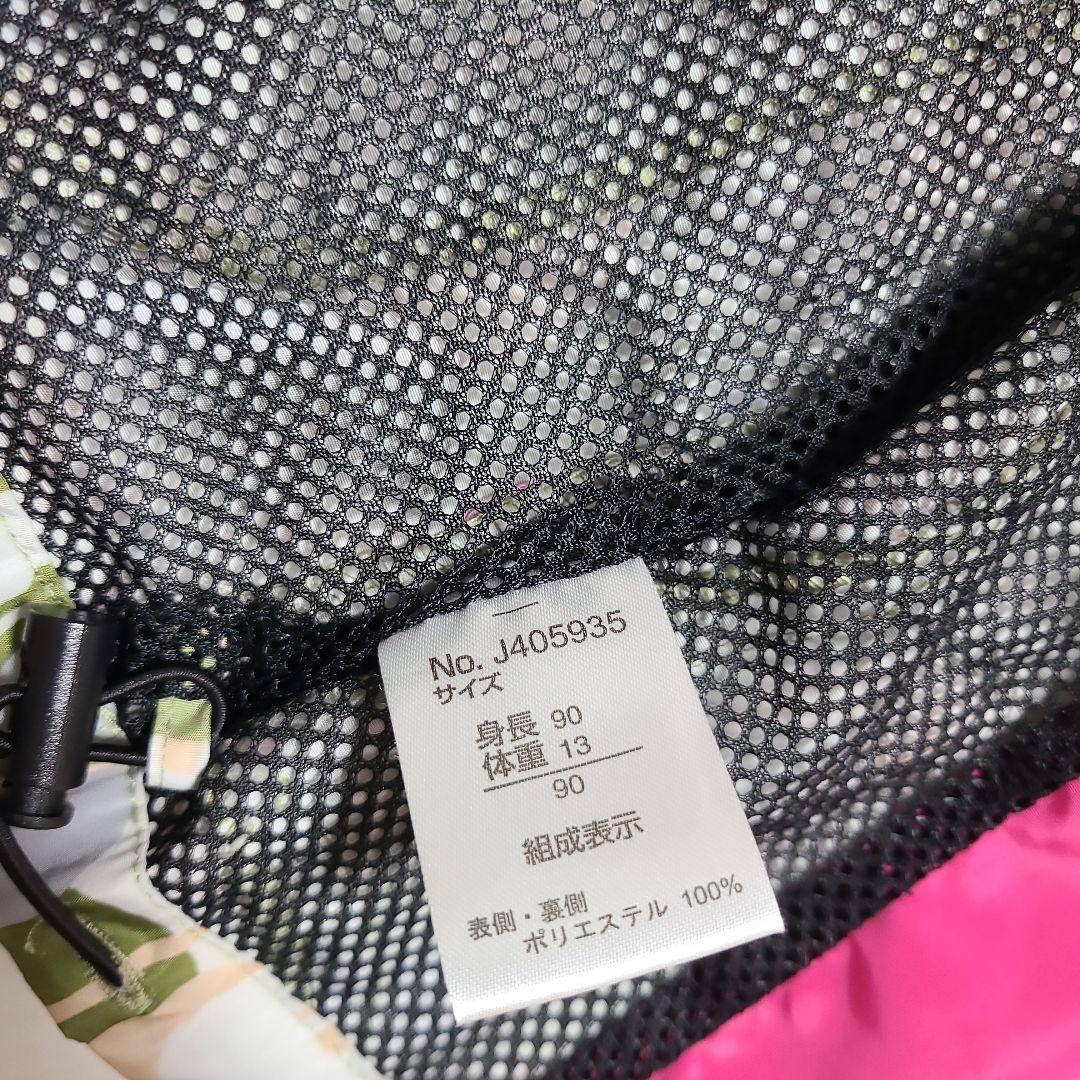 No. J405935
サイズ
身長 90
体重 13
90
組成表示
表側・裏側
ポリエステル 100%